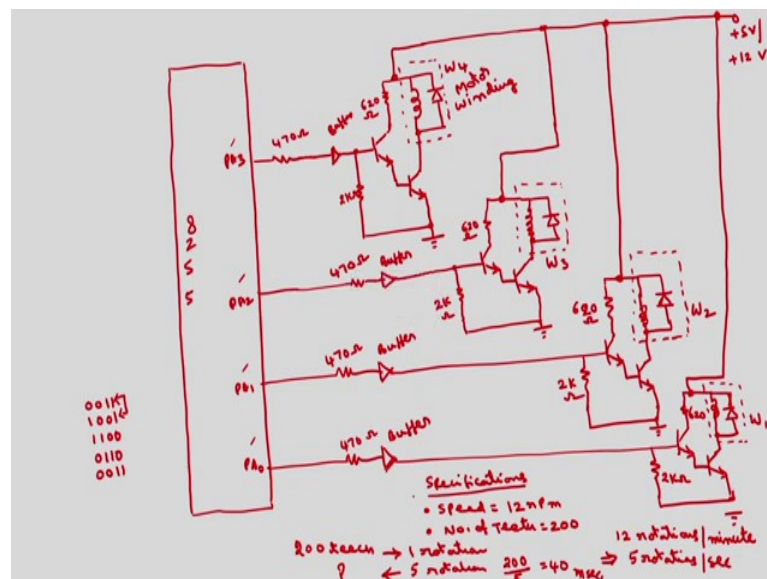 +5V|
+12 V
W4
Motor
Winding
620
Ω
Buffer
470Ω
PA3
2KΩ
8
2
5
5
620
Ω
W3
470Ω
Buffer
PA2
2K
Ω
620
Ω
W2
470Ω
Buffer
PA1
2K
Ω
620
470Ω
Buffer
PA0
2KΩ
1001
1100
0110
0011
Specifications
• Speed = 12 rpm
• No. of Teeth = 200
200 teeth → 1 rotation
? ← 5 rotation
200
= 40 msec
12 rotations | minute
⇒ 5 rotations | sec